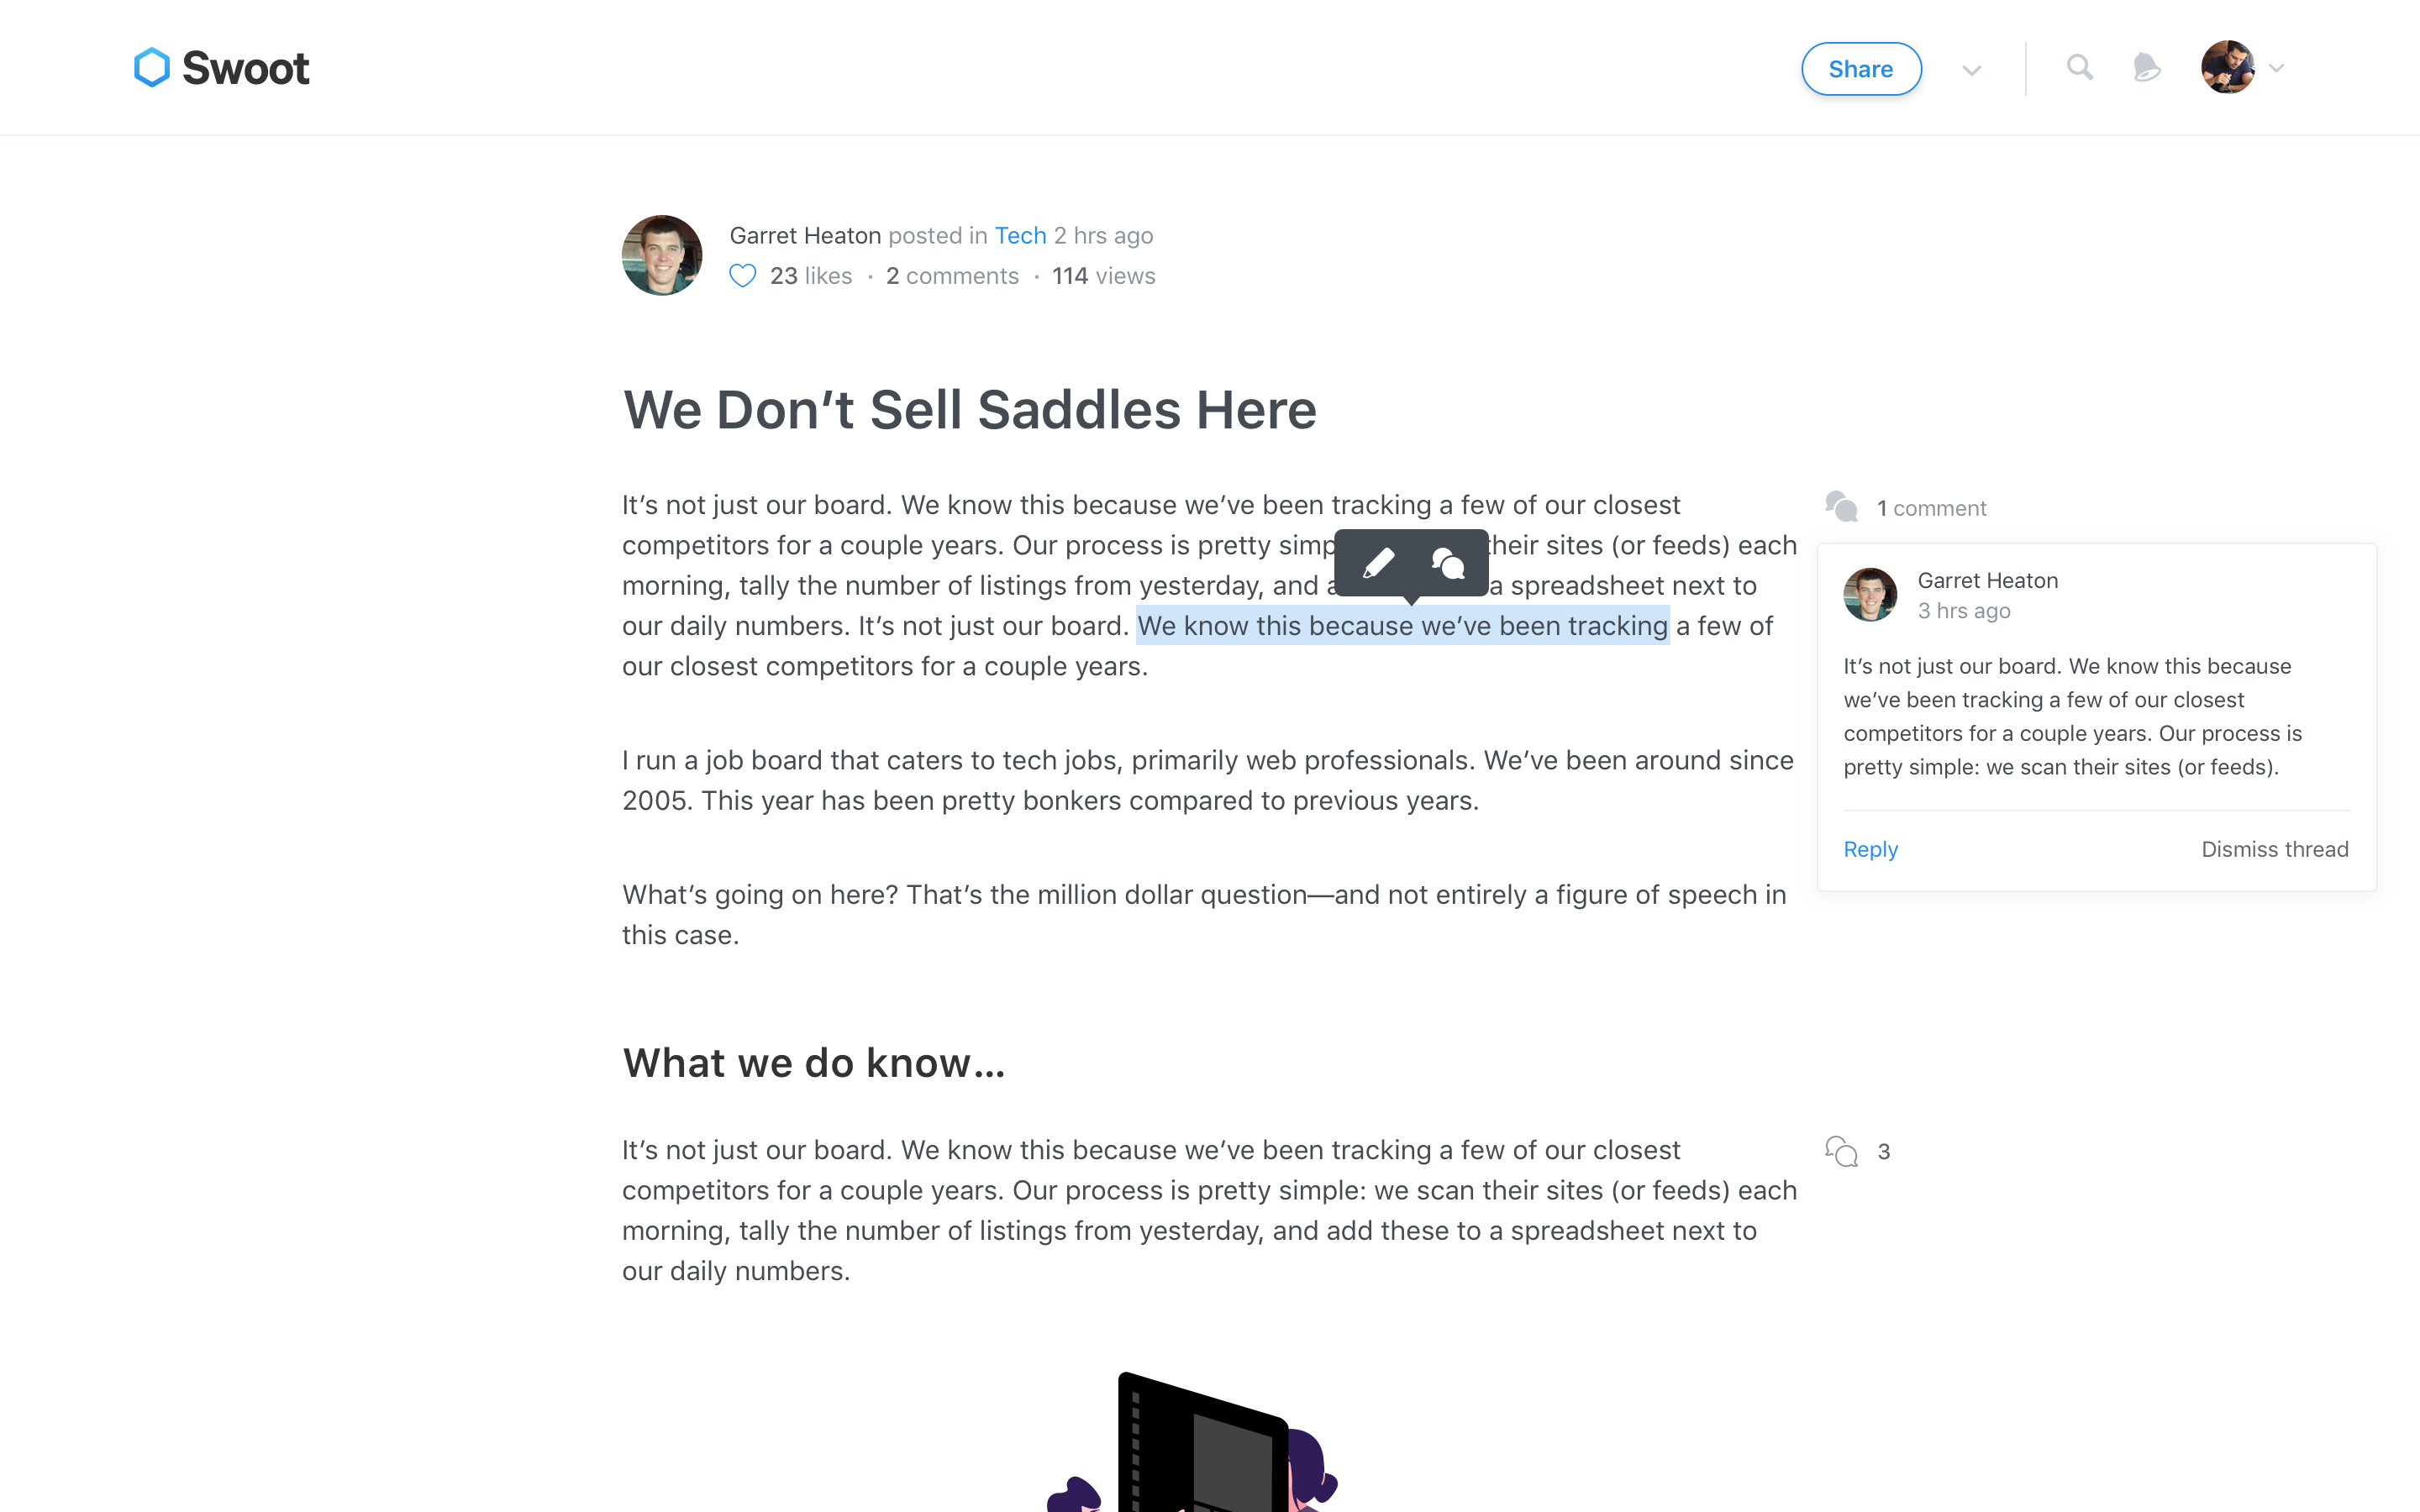 Swoot
Share
Garret Heaton posted in Tech 2 hrs ago
23 likes · 2 comments · 114 views
We Don’t Sell Saddles Here
It’s not just our board. We know this because we’ve been tracking a few of our closest
competitors for a couple years. Our process is pretty simp heir sites (or feeds) each
morning, tally the number of listings from yesterday, and a a spreadsheet next to
our daily numbers. It’s not just our board. We know this because we’ve been tracking a few of
our closest competitors for a couple years.
I run a job board that caters to tech jobs, primarily web professionals. We’ve been around since
2005. This year has been pretty bonkers compared to previous years.
What’s going on here? That’s the million dollar question—and not entirely a figure of speech in
this case.
What we do know...
It’s not just our board. We know this because we’ve been tracking a few of our closest
competitors for a couple years. Our process is pretty simple: we scan their sites (or feeds) each
morning, tally the number of listings from yesterday, and add these to a spreadsheet next to
our daily numbers.
1 comment
Garret Heaton
3 hrs ago
It’s not just our board. We know this because
we’ve been tracking a few of our closest
competitors for a couple years. Our process is
pretty simple: we scan their sites (or feeds).
Reply
Dismiss thread
3